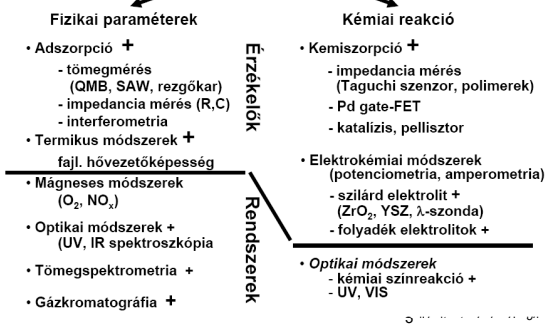 Fizikai paraméterek
• Adszorpció +
- tömegmérés
(QMB, SAW, rezgőkar)
- impedancia mérés (R,C)
- interferometria
• Termikus módszerek +
fajl. hővezetőképesség
• Mágneses módszerek
(O2, NOx)
• Optikai módszerek +
(UV, IR spektroszkópia
• Tömegspektrometria +
• Gázkromatográfia +
Érzékelők
Rendszerek
Kémiai reakció
• Kemiszorpció +
- impedancia mérés
(Taguchi szenzor, polimerek)
- Pd gate-FET
- katalízis, pellisztor
• Elektrokémiai módszerek
(potenciometria, amperometria)
- szilárd elektrolit +
(ZrO2, YSZ, λ-szonda)
- folyadék elektrolitok +
• Optikai módszerek
- kémiai színreakció +
- UV, VIS